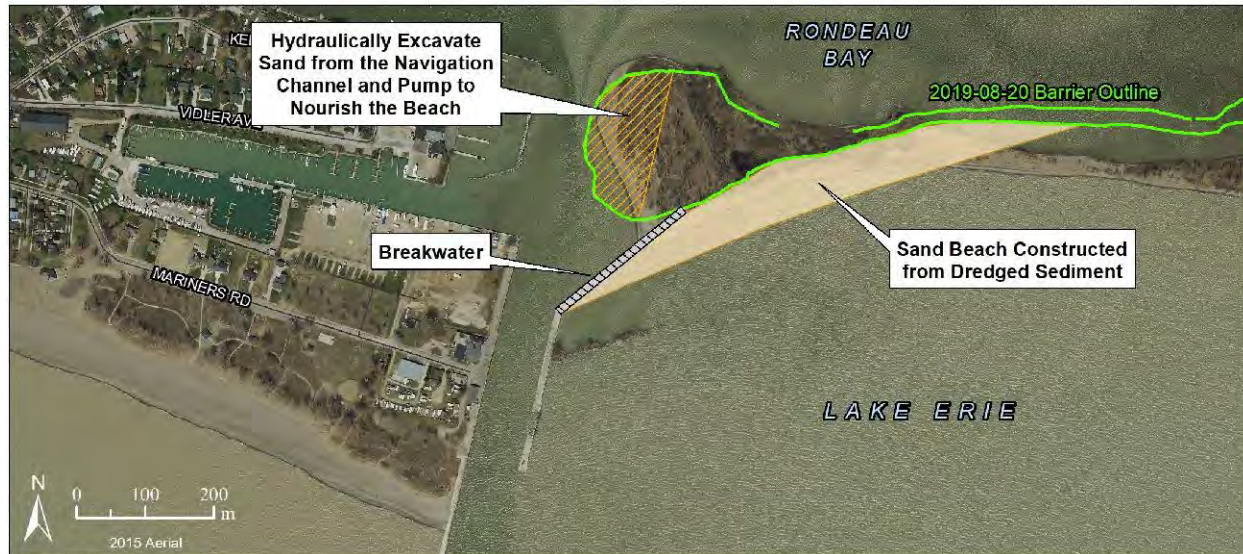 Hydraulically Excavate
Sand from the Navigation
Channel and Pump to
Nourish the Beach
RONDEAU
BAY
2019-08-20 Barrier Outline
VIDLER AVE
Breakwater
Sand Beach Constructed
from Dredged Sediment
MARINERS RD
LAKE ERIE
N
0 100 200
m
2015 Aerial